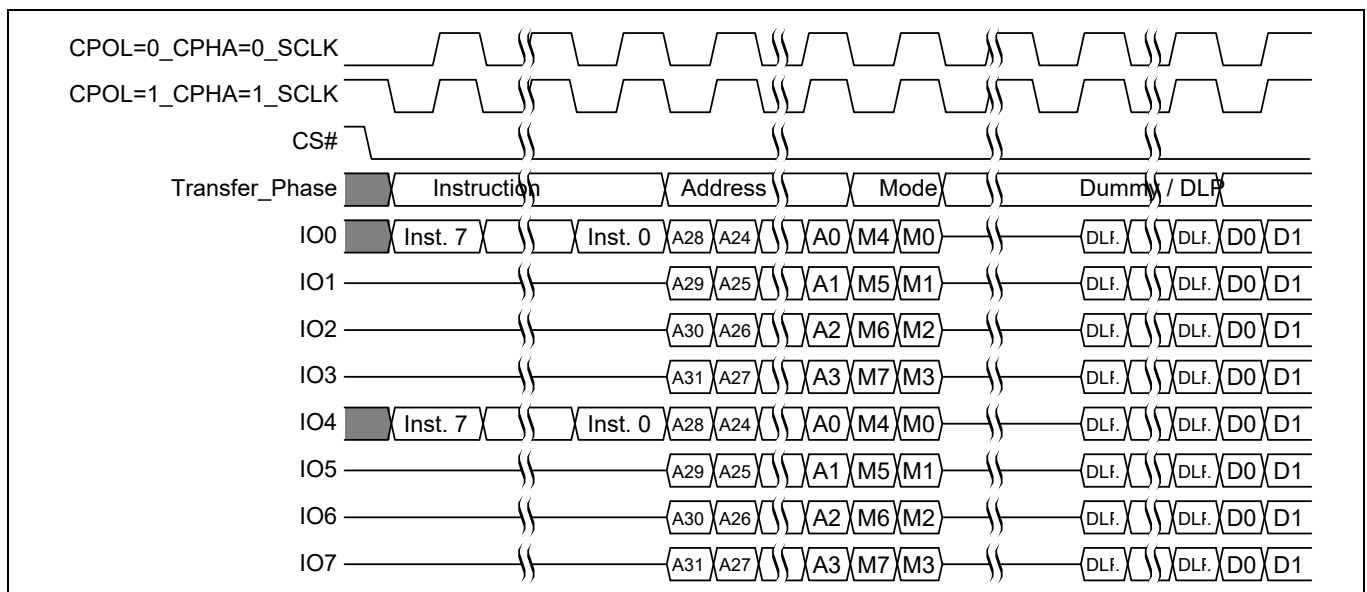 CPOL=0_CPHA=0_SCLK
CPOL=1_CPHA=1_SCLK
CS#
Transfer_Phase Instruction Address Mode Dummy / DLP
IO0 Inst. 7 Inst. 0 A28 A24 A0 M4 M0 DLP. DLP. D0 D1
IO1 A29 A25 A1 M5 M1 DLP. DLP. D0 D1
IO2 A30 A26 A2 M6 M2 DLP. DLP. D0 D1
IO3 A31 A27 A3 M7 M3 DLP. DLP. D0 D1
IO4 Inst. 7 Inst. 0 A28 A24 A0 M4 M0 DLP. DLP. D0 D1
IO5 A29 A25 A1 M5 M1 DLP. DLP. D0 D1
IO6 A30 A26 A2 M6 M2 DLP. DLP. D0 D1
IO7 A31 A27 A3 M7 M3 DLP. DLP. D0 D1